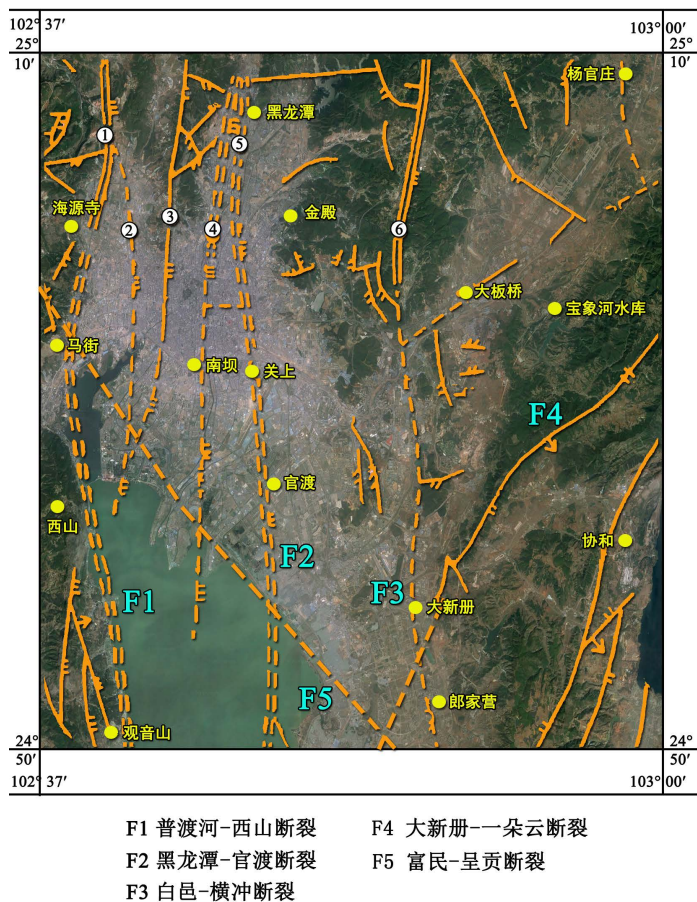 102° 37′
103° 00′
25°
10′
25°
10′
杨官庄
黑龙潭
①
⑤
海源寺
②
③
④
金殿
⑥
大板桥
宝象河水库
马街
南坝
关上
F4
官渡
西山
协和
F2
F1
F3
大新册
F5
郎家营
观音山
24°
50′
24°
50′
102° 37′
103° 00′
F1 普渡河-西山断裂
F4 大新册-一朵云断裂
F2 黑龙潭-官渡断裂
F5 富民-呈贡断裂
F3 白邑-横冲断裂